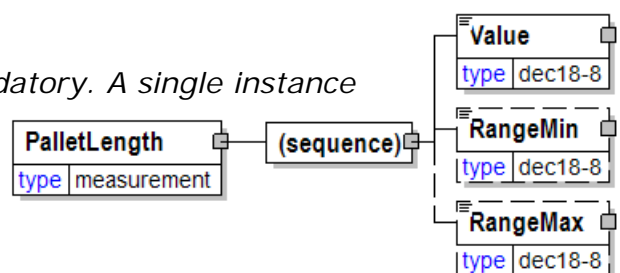 Value
type dec18-8
datory. A single instance
RangeMin
PalletLength
(sequence)
type dec18-8
type measurement
RangeMax
type dec18-8